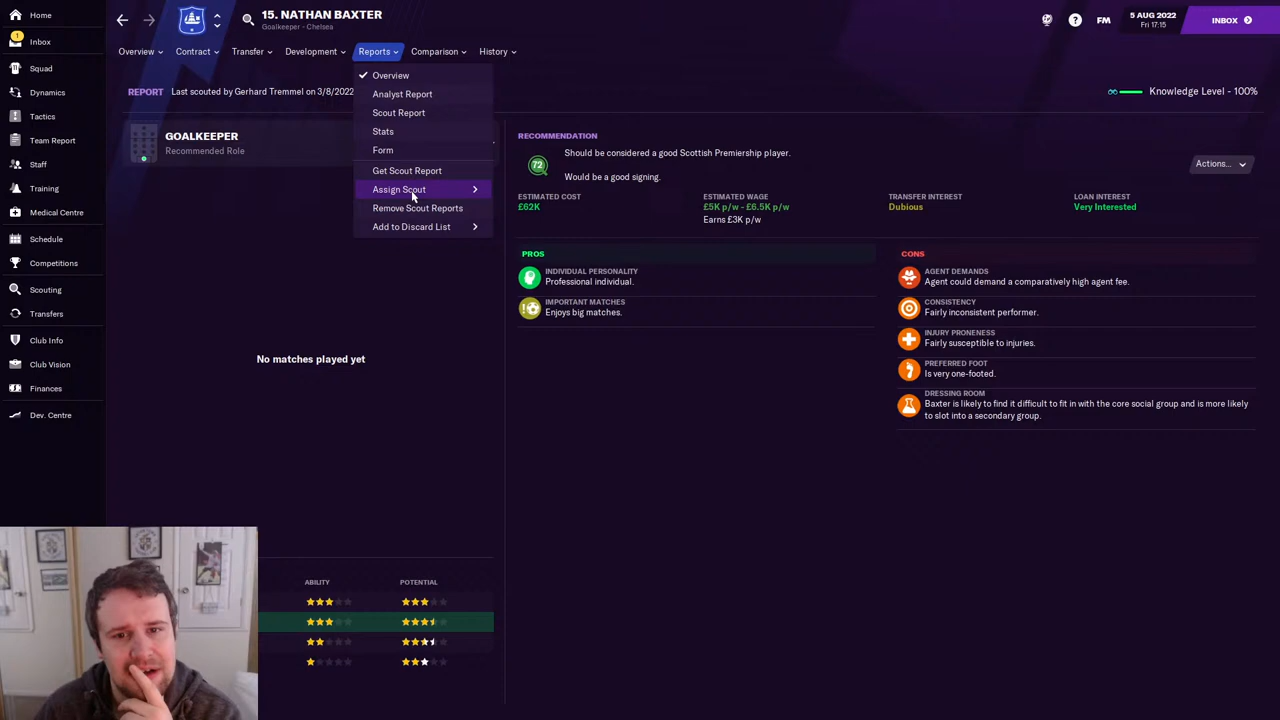 Home
15. NATHAN BAXTER
Goalkeeper - Chelsea
FM
5 AUG 2022
Fri 17:15
INBOX
1
Inbox
Overview
Contract
Transfer
Development
Reports
Comparison
History
Squad
Dynamics
Tactics
Team Report
Staff
Training
Medical Centre
Schedule
Competitions
Scouting
Transfers
Club Info
Club Vision
Finances
Dev. Centre
REPORT
Last scouted by Gerhard Tremmel on 3/8/2022
Knowledge Level - 100%
Overview
Analyst Report
Scout Report
Stats
Form
Get Scout Report
Assign Scout
Remove Scout Reports
Add to Discard List
GOALKEEPER
Recommended Role
No matches played yet
RECOMMENDATION
72
Should be considered a good Scottish Premiership player.
Would be a good signing.
Actions...
ESTIMATED COST
£62K
ESTIMATED WAGE
£5K p/w - £6.5K p/w
Earns £3K p/w
TRANSFER INTEREST
Dubious
LOAN INTEREST
Very Interested
PROS
INDIVIDUAL PERSONALITY
Professional individual.
IMPORTANT MATCHES
Enjoys big matches.
CONS
AGENT DEMANDS
Agent could demand a comparatively high agent fee.
CONSISTENCY
Fairly inconsistent performer.
INJURY PRONENESS
Fairly susceptible to injuries.
PREFERRED FOOT
Is very one-footed.
DRESSING ROOM
Baxter is likely to find it difficult to fit in with the core social group and is more likely
to slot into a secondary group.
ABILITY
POTENTIAL